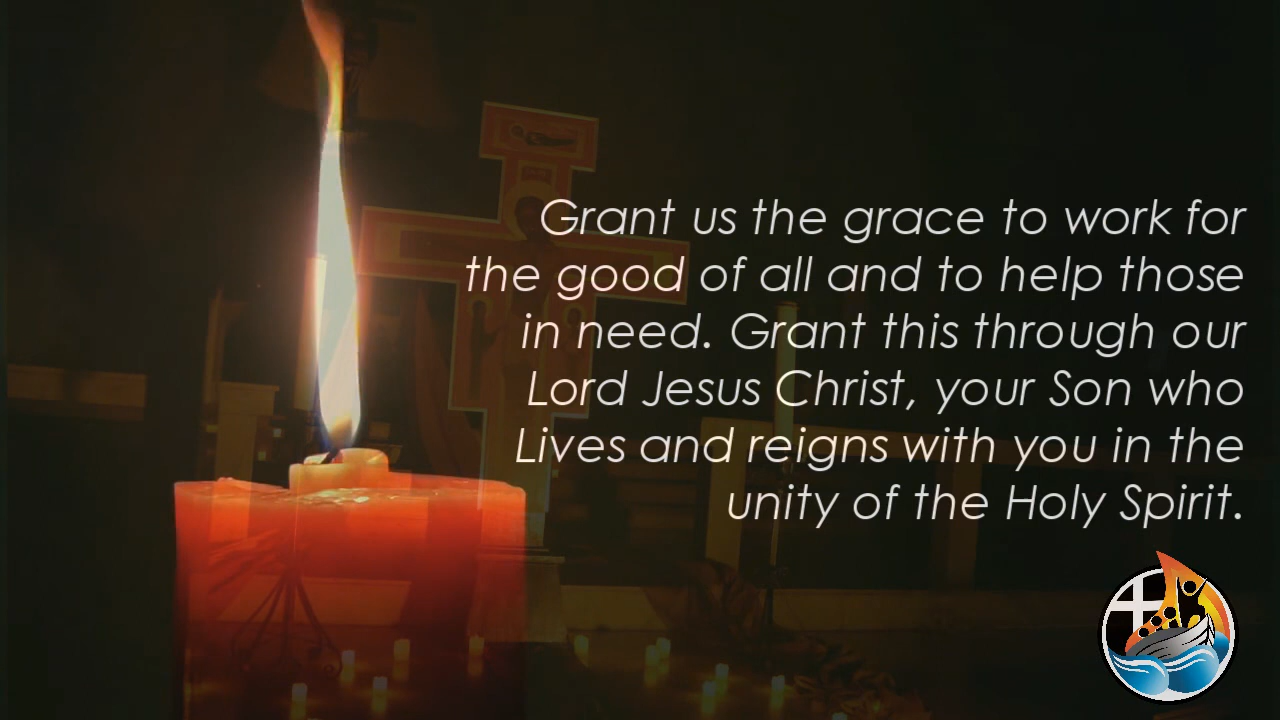 Grant us the grace to work for
the good of all and to help those
in need. Grant this through our
Lord Jesus Christ, your Son who
Lives and reigns with you in the
unity of the Holy Spirit.